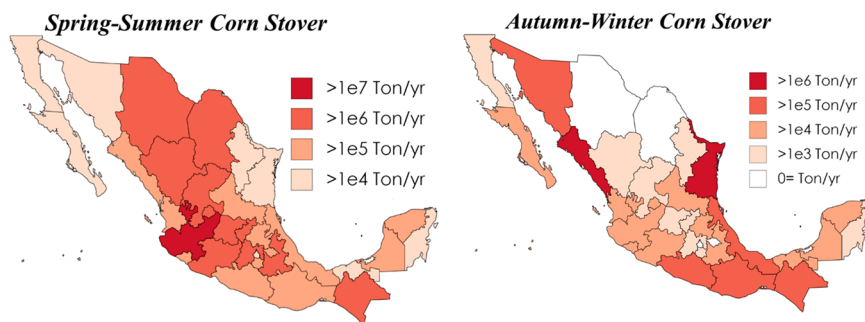 Spring-Summer Corn Stover
>1e7 Ton/yr
>1e6 Ton/yr
>1e5 Ton/yr
>1e4 Ton/yr
Autumn-Winter Corn Stover
>1e6 Ton/yr
>1e5 Ton/yr
>1e4 Ton/yr
>1e3 Ton/yr
0= Ton/yr